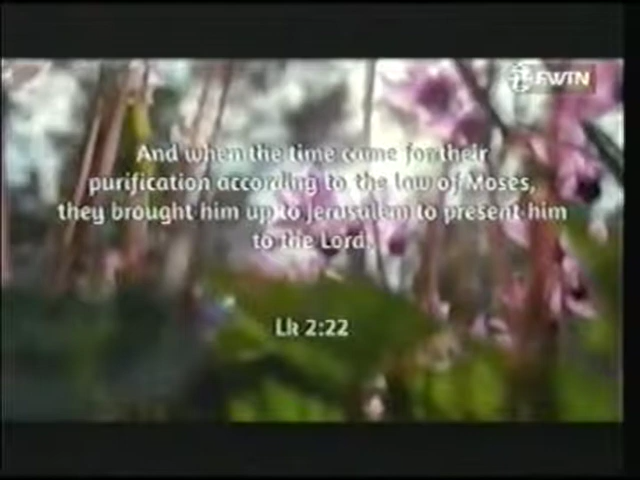 EWTN
And when the time came for their
purification according to the law of Moses,
they brought him up to Jerusalem to present him
to the Lord.
Lk 2:22